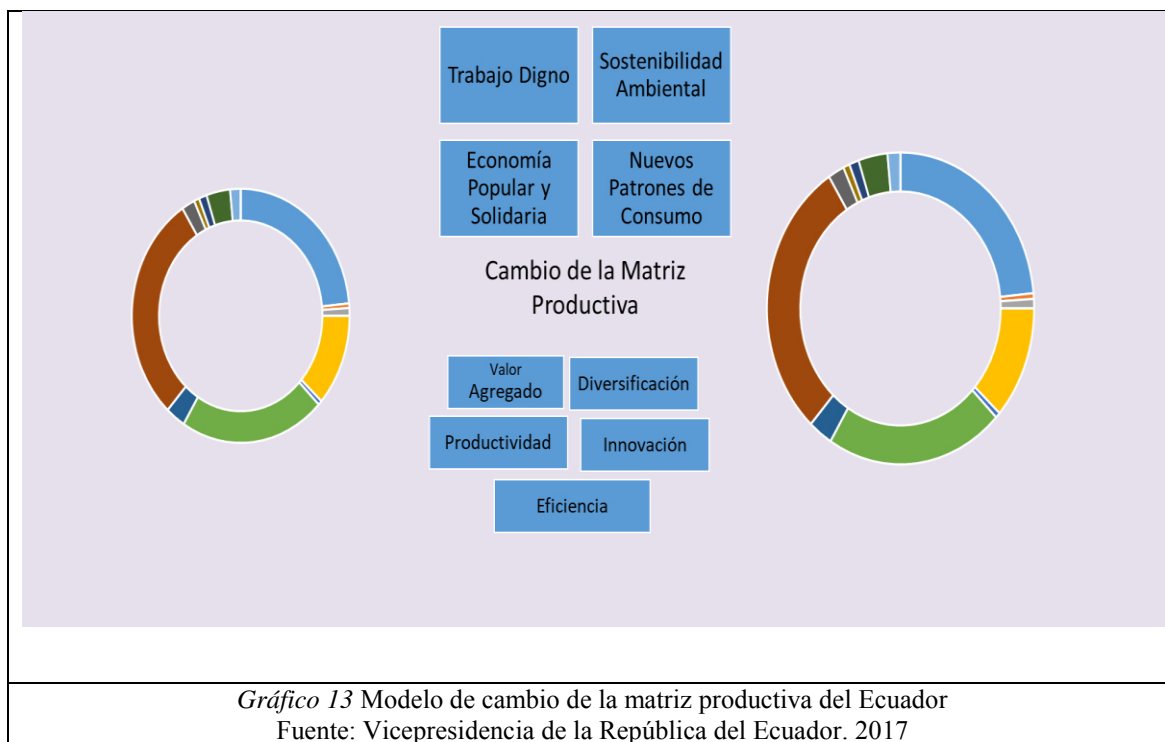 Trabajo Digno
Sostenibilidad
Ambiental
Economía
Popular y
Solidaria
Nuevos
Patrones de
Consumo
Cambio de la Matriz
Productiva
Valor
Agregado
Diversificación
Productividad
Innovación
Eficiencia
Gráfico 13 Modelo de cambio de la matriz productiva del Ecuador
Fuente: Vicepresidencia de la República del Ecuador. 2017